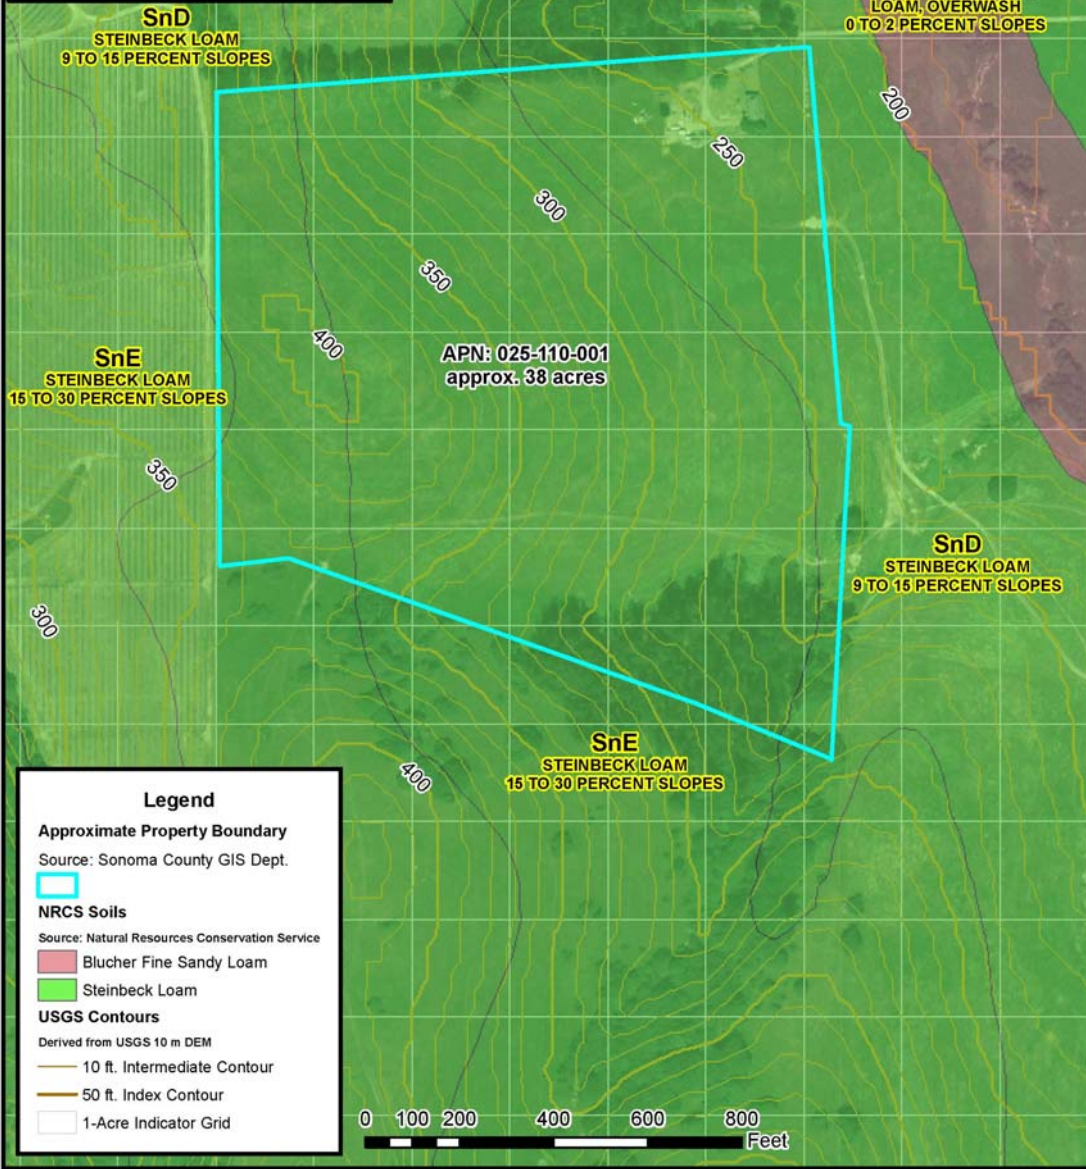 SnD
STEINBECK LOAM
9 TO 15 PERCENT SLOPES
LOAM, OVERWASH
0 TO 2 PERCENT SLOPES
200
250
300
350
400
APN: 025-110-001
approx. 38 acres
SnE
STEINBECK LOAM
15 TO 30 PERCENT SLOPES
350
300
SnD
STEINBECK LOAM
9 TO 15 PERCENT SLOPES
SnE
STEINBECK LOAM
15 TO 30 PERCENT SLOPES
400
Legend
Approximate Property Boundary
Source: Sonoma County GIS Dept.
NRCS Soils
Source: Natural Resources Conservation Service
Blucher Fine Sandy Loam
Steinbeck Loam
USGS Contours
Derived from USGS 10 m DEM
10 ft. Intermediate Contour
50 ft. Index Contour
1-Acre Indicator Grid
0 100 200 400 600 800
Feet